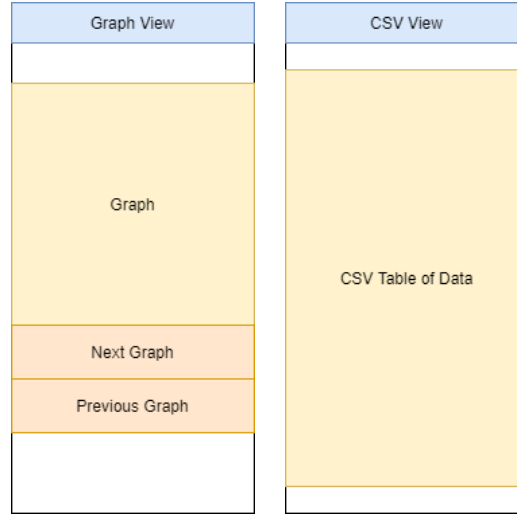 Graph View
Graph
Next Graph
Previous Graph
CSV View
CSV Table of Data